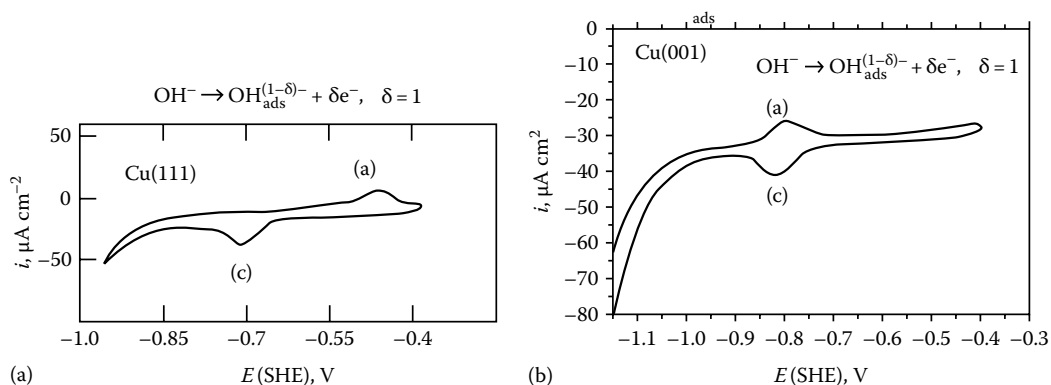 OH⁻ → OH_ads^(1−δ)− + δe⁻, δ = 1
50
0
−50
i, μA cm⁻²
Cu(111)
(a)
(c)
−1.0 −0.85 −0.7 −0.55 −0.4
(a)
E (SHE), V
ads
0
−10
−20
−30
−40
−50
−60
−70
−80
i, μA cm²
Cu(001)
OH⁻ → OH_ads^(1−δ)− + δe⁻, δ = 1
(a)
(c)
−1.1 −1.0 −0.9 −0.8 −0.7 −0.6 −0.5 −0.4 −0.3
(b)
E (SHE), V